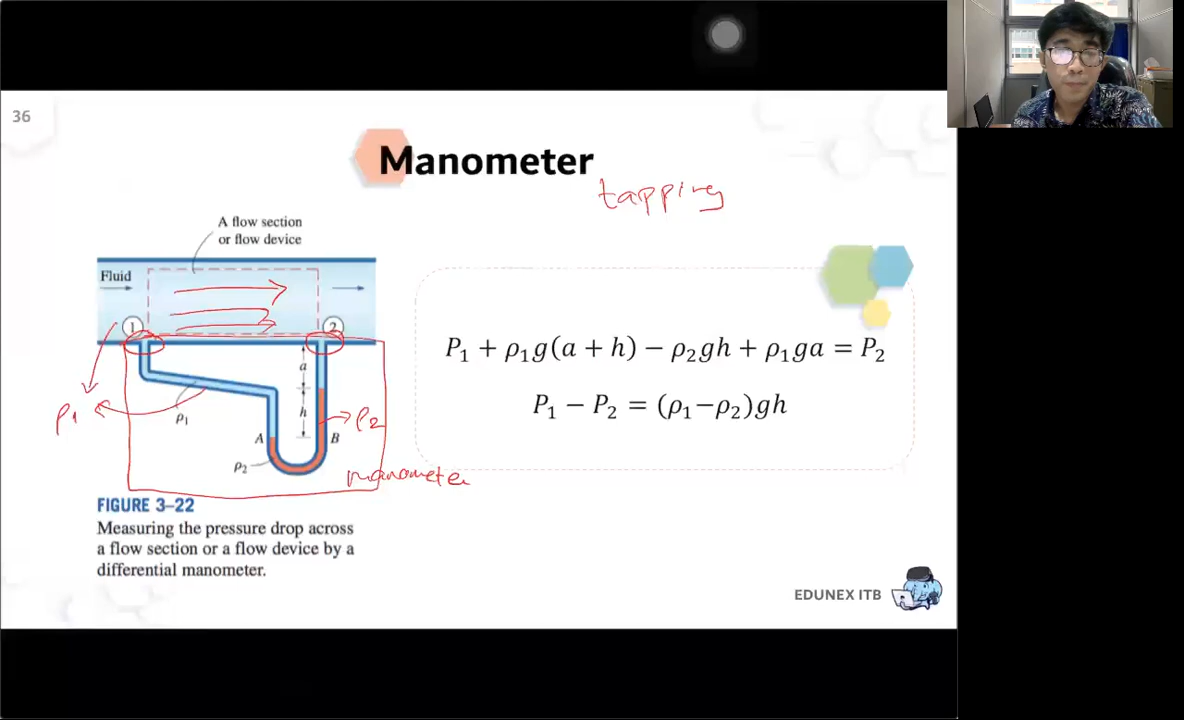 36
Manometer
tapping
A flow section
or flow device
Fluid
1
2
a
h
ρ1
ρ1
ρ2
A
B
ρ2
manometer
P₁ + ρ₁g(a + h) − ρ₂gh + ρ₁ga = P₂
P₁ − P₂ = (ρ₁−ρ₂)gh
FIGURE 3–22
Measuring the pressure drop across
a flow section or a flow device by a
differential manometer.
EDUNEX ITB